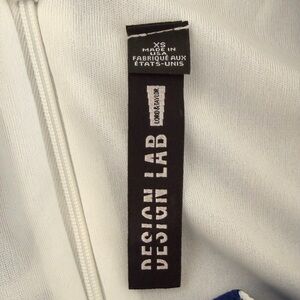 XS
MADE IN
USA
FABRIQUÉ AUX
ÉTATS-UNIS
DESIGN LAB
LORD & TAYLOR